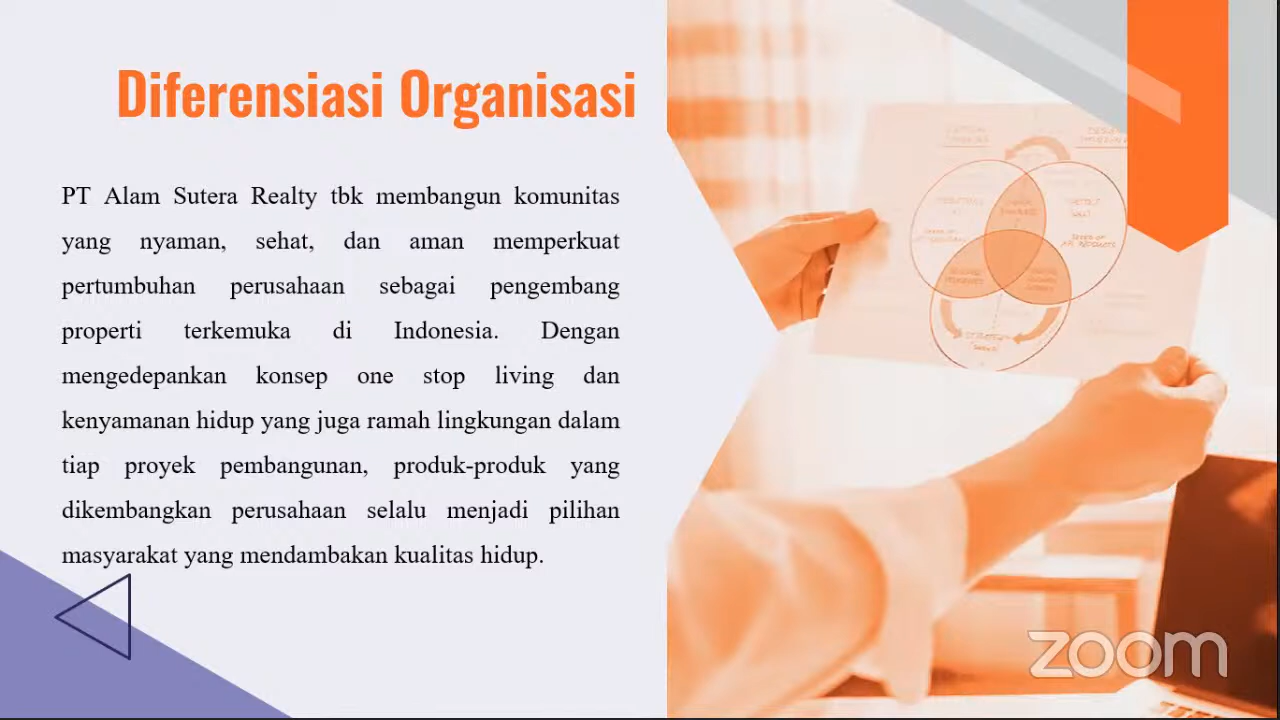 Diferensiasi Organisasi
PT Alam Sutera Realty tbk membangun komunitas
yang nyaman, sehat, dan aman memperkuat
pertumbuhan perusahaan sebagai pengembang
properti terkemuka di Indonesia. Dengan
mengedepankan konsep one stop living dan
kenyamanan hidup yang juga ramah lingkungan dalam
tiap proyek pembangunan, produk-produk yang
dikembangkan perusahaan selalu menjadi pilihan
masyarakat yang mendambakan kualitas hidup.
zoom